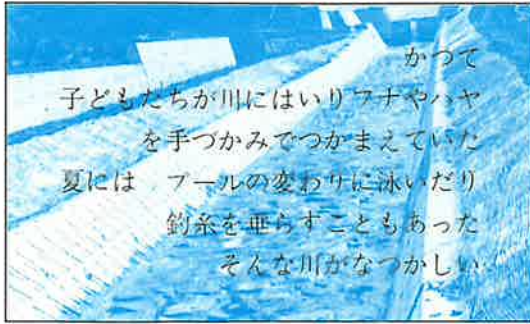 かつて
子どもたちが川にはいりフナやハヤ
を手づかみでつかまえていた
夏には　プールの変わりに泳いだり
釣糸を垂らすこともあった
そんな川がなつかしい